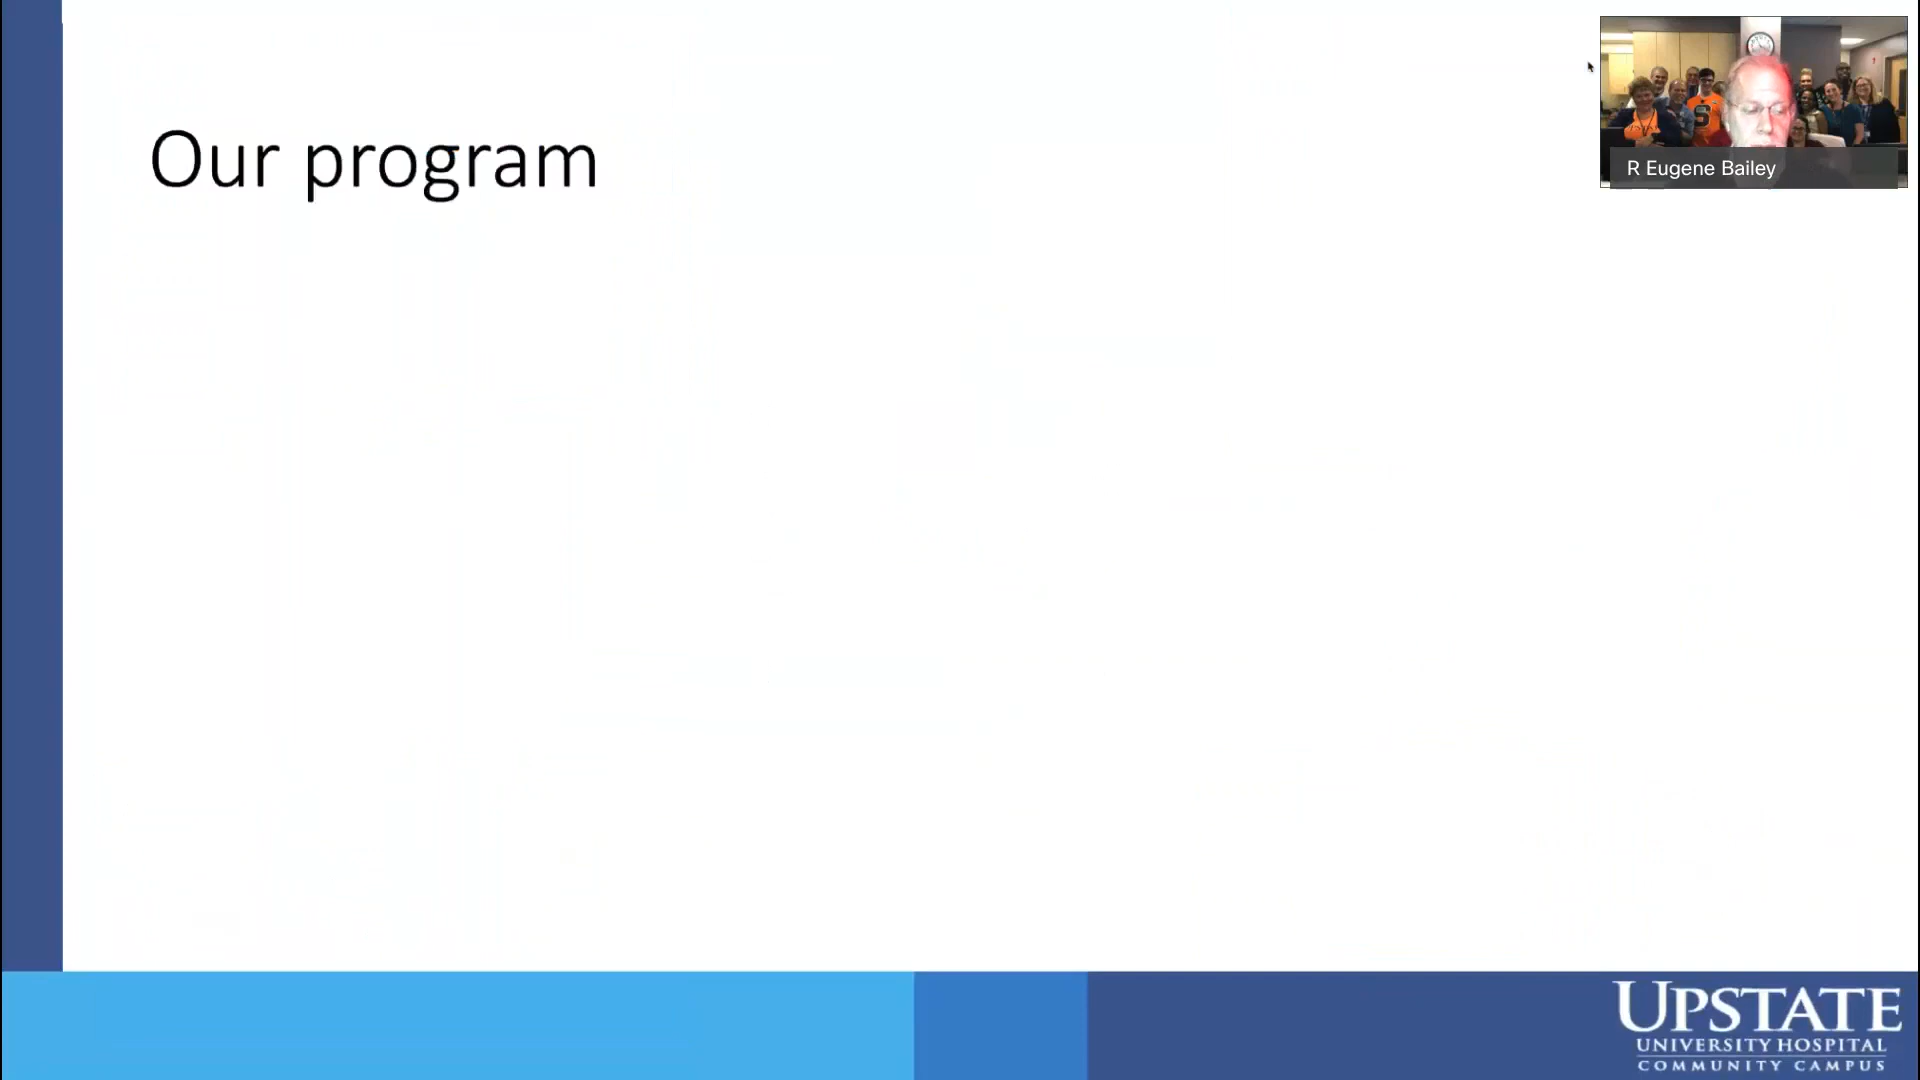 Our program
R Eugene Bailey
UPSTATE
UNIVERSITY HOSPITAL
COMMUNITY CAMPUS